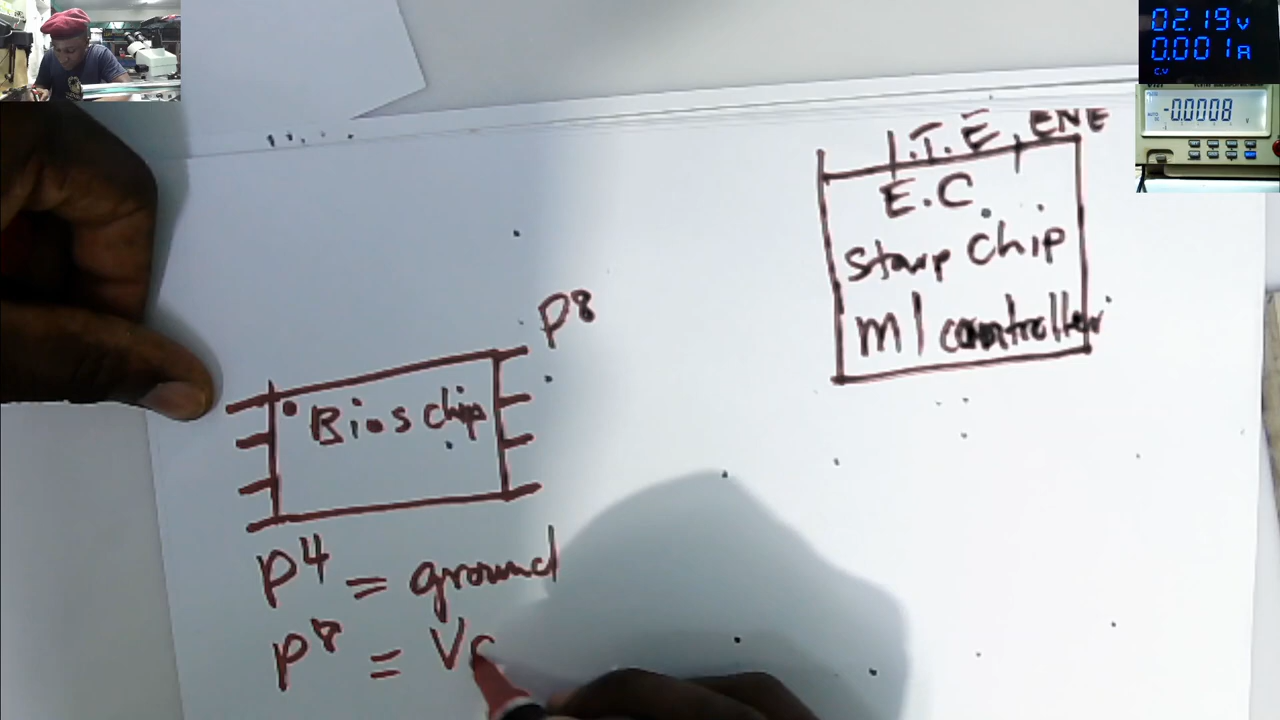 02.19V
0.001A
C.V
-0.0008
I.T.E, ENE
E.C.
Starp Chip
m/controller
P8
Bios chip
P4 = ground
P8 = Vc